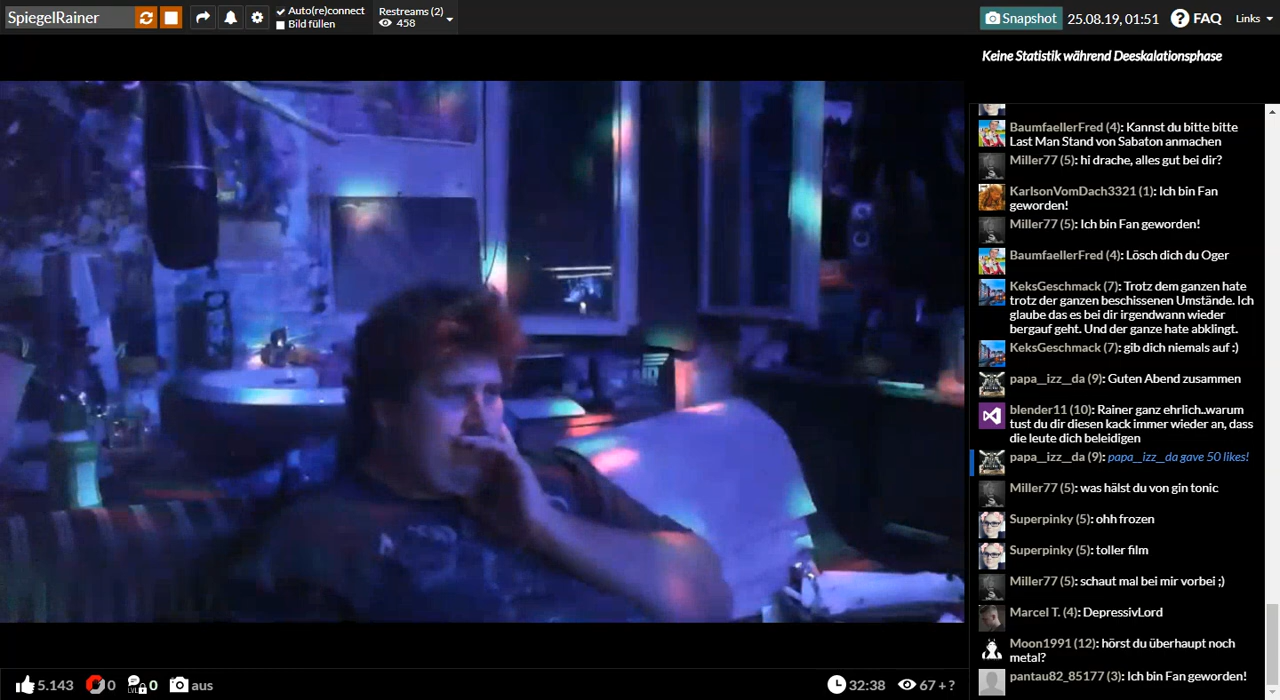 SpiegelRainer
Auto(re)connect
Bild füllen
Restreams (2)
458
Snapshot
25.08.19, 01:51
? FAQ
Links
Keine Statistik während Deeskalationsphase
BaumfaellerFred (4): Kannst du bitte bitte
Last Man Stand von Sabaton anmachen
Miller77 (5): hi drache, alles gut bei dir?
KarlsonVomDach3321 (1): Ich bin Fan
geworden!
Miller77 (5): Ich bin Fan geworden!
BaumfaellerFred (4): Lösch dich du Oger
KeksGeschmack (7): Trotz dem ganzen hate
trotz der ganzen beschissenen Umstände. Ich
glaube das es bei dir irgendwann wieder
bergauf geht. Und der ganze hate abklingt.
KeksGeschmack (7): gib dich niemals auf :)
papa__izz__da (9): Guten Abend zusammen
blender11 (10): Rainer ganz ehrlich..warum
tust du dir diesen kack immer wieder an, dass
die leute dich beleidigen
papa__izz__da (9): papa__izz__da gave 50 likes!
Miller77 (5): was hälst du von gin tonic
Superpinky (5): ohh frozen
Superpinky (5): toller film
Miller77 (5): schaut mal bei mir vorbei ;)
Marcel T. (4): DepressivLord
Moon1991 (12): hörst du überhaupt noch
metal?
pantau82_85177 (3): Ich bin Fan geworden!
5.143
0
LVL 0
aus
32:38
67 + ?